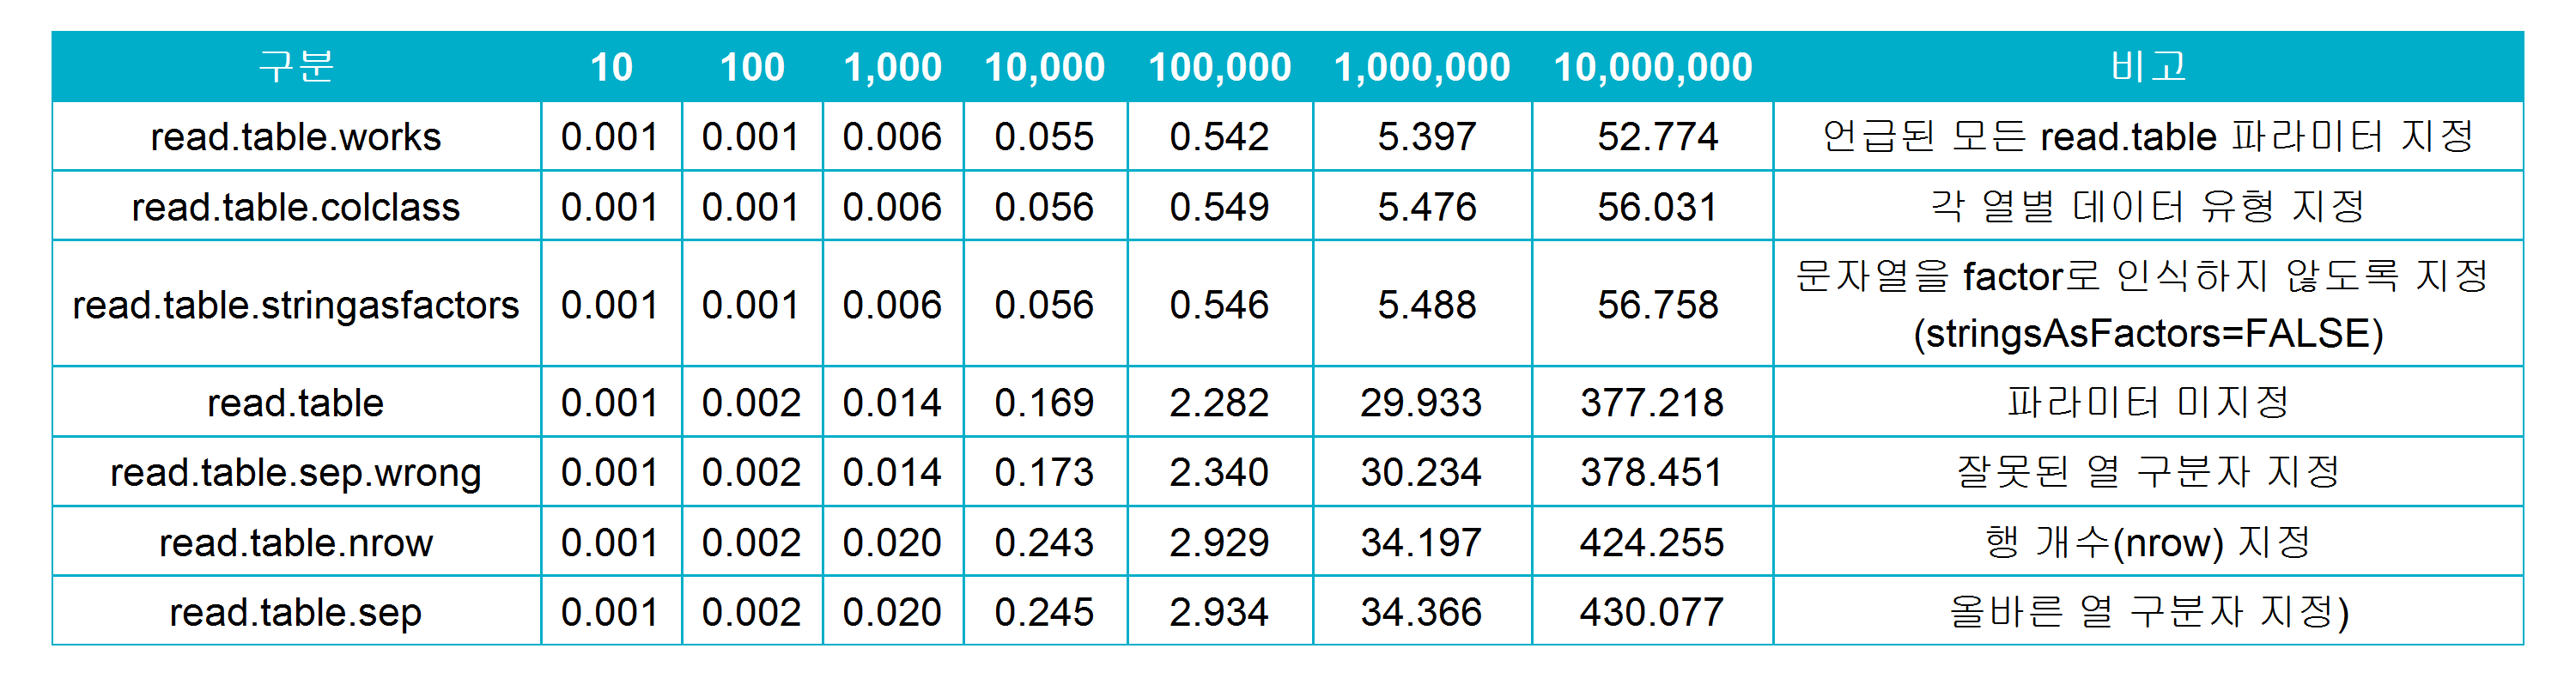 구분 10 100 1,000 10,000 100,000 1,000,000 10,000,000 비고
read.table.works 0.001 0.001 0.006 0.055 0.542 5.397 52.774 언급된 모든 read.table 파라미터 지정
read.table.colclass 0.001 0.001 0.006 0.056 0.549 5.476 56.031 각 열별 데이터 유형 지정
read.table.stringasfactors 0.001 0.001 0.006 0.056 0.546 5.488 56.758 문자열을 factor로 인식하지 않도록 지정
(stringsAsFactors=FALSE)
read.table 0.001 0.002 0.014 0.169 2.282 29.933 377.218 파라미터 미지정
read.table.sep.wrong 0.001 0.002 0.014 0.173 2.340 30.234 378.451 잘못된 열 구분자 지정
read.table.nrow 0.001 0.002 0.020 0.243 2.929 34.197 424.255 행 개수(nrow) 지정
read.table.sep 0.001 0.002 0.020 0.245 2.934 34.366 430.077 올바른 열 구분자 지정)